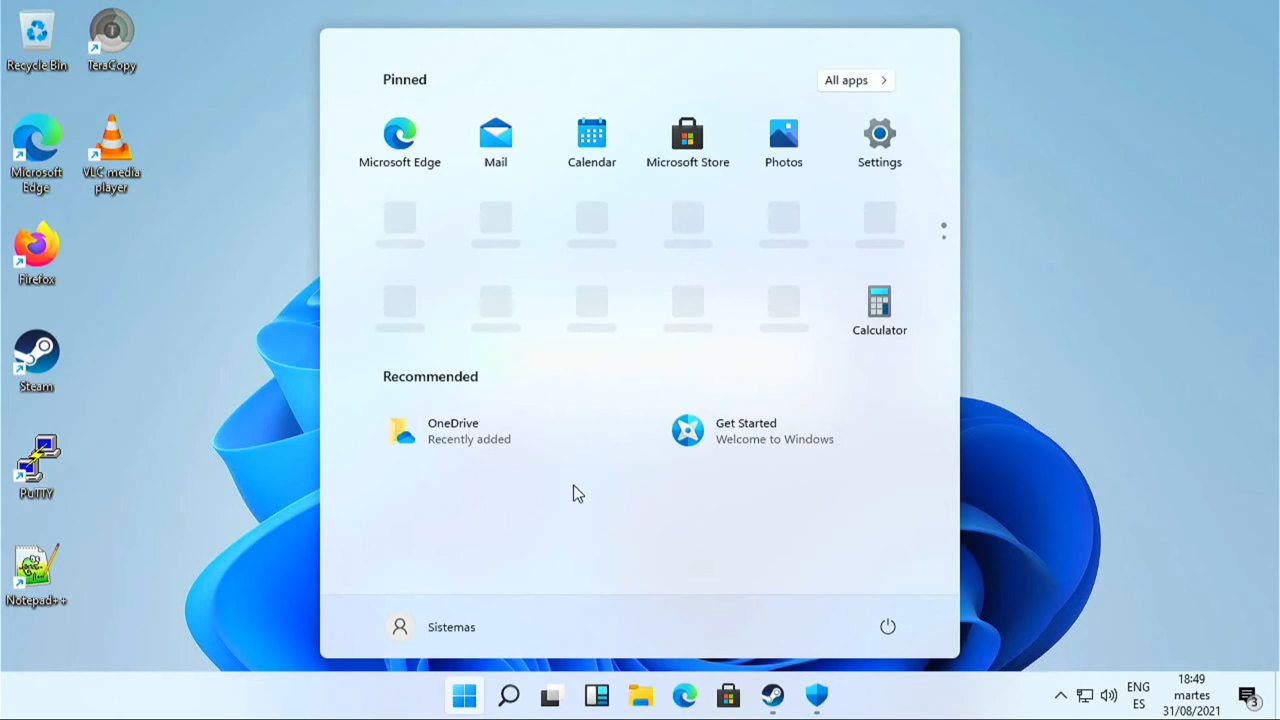 Recycle Bin
TeraCopy
Microsoft
Edge
VLC media
player
Firefox
Steam
PuTTY
Notepad++
Pinned
All apps
Microsoft Edge
Mail
Calendar
Microsoft Store
Photos
Settings
Calculator
Recommended
OneDrive
Recently added
Get Started
Welcome to Windows
Sistemas
ENG
ES
18:49
martes
31/08/2021
3